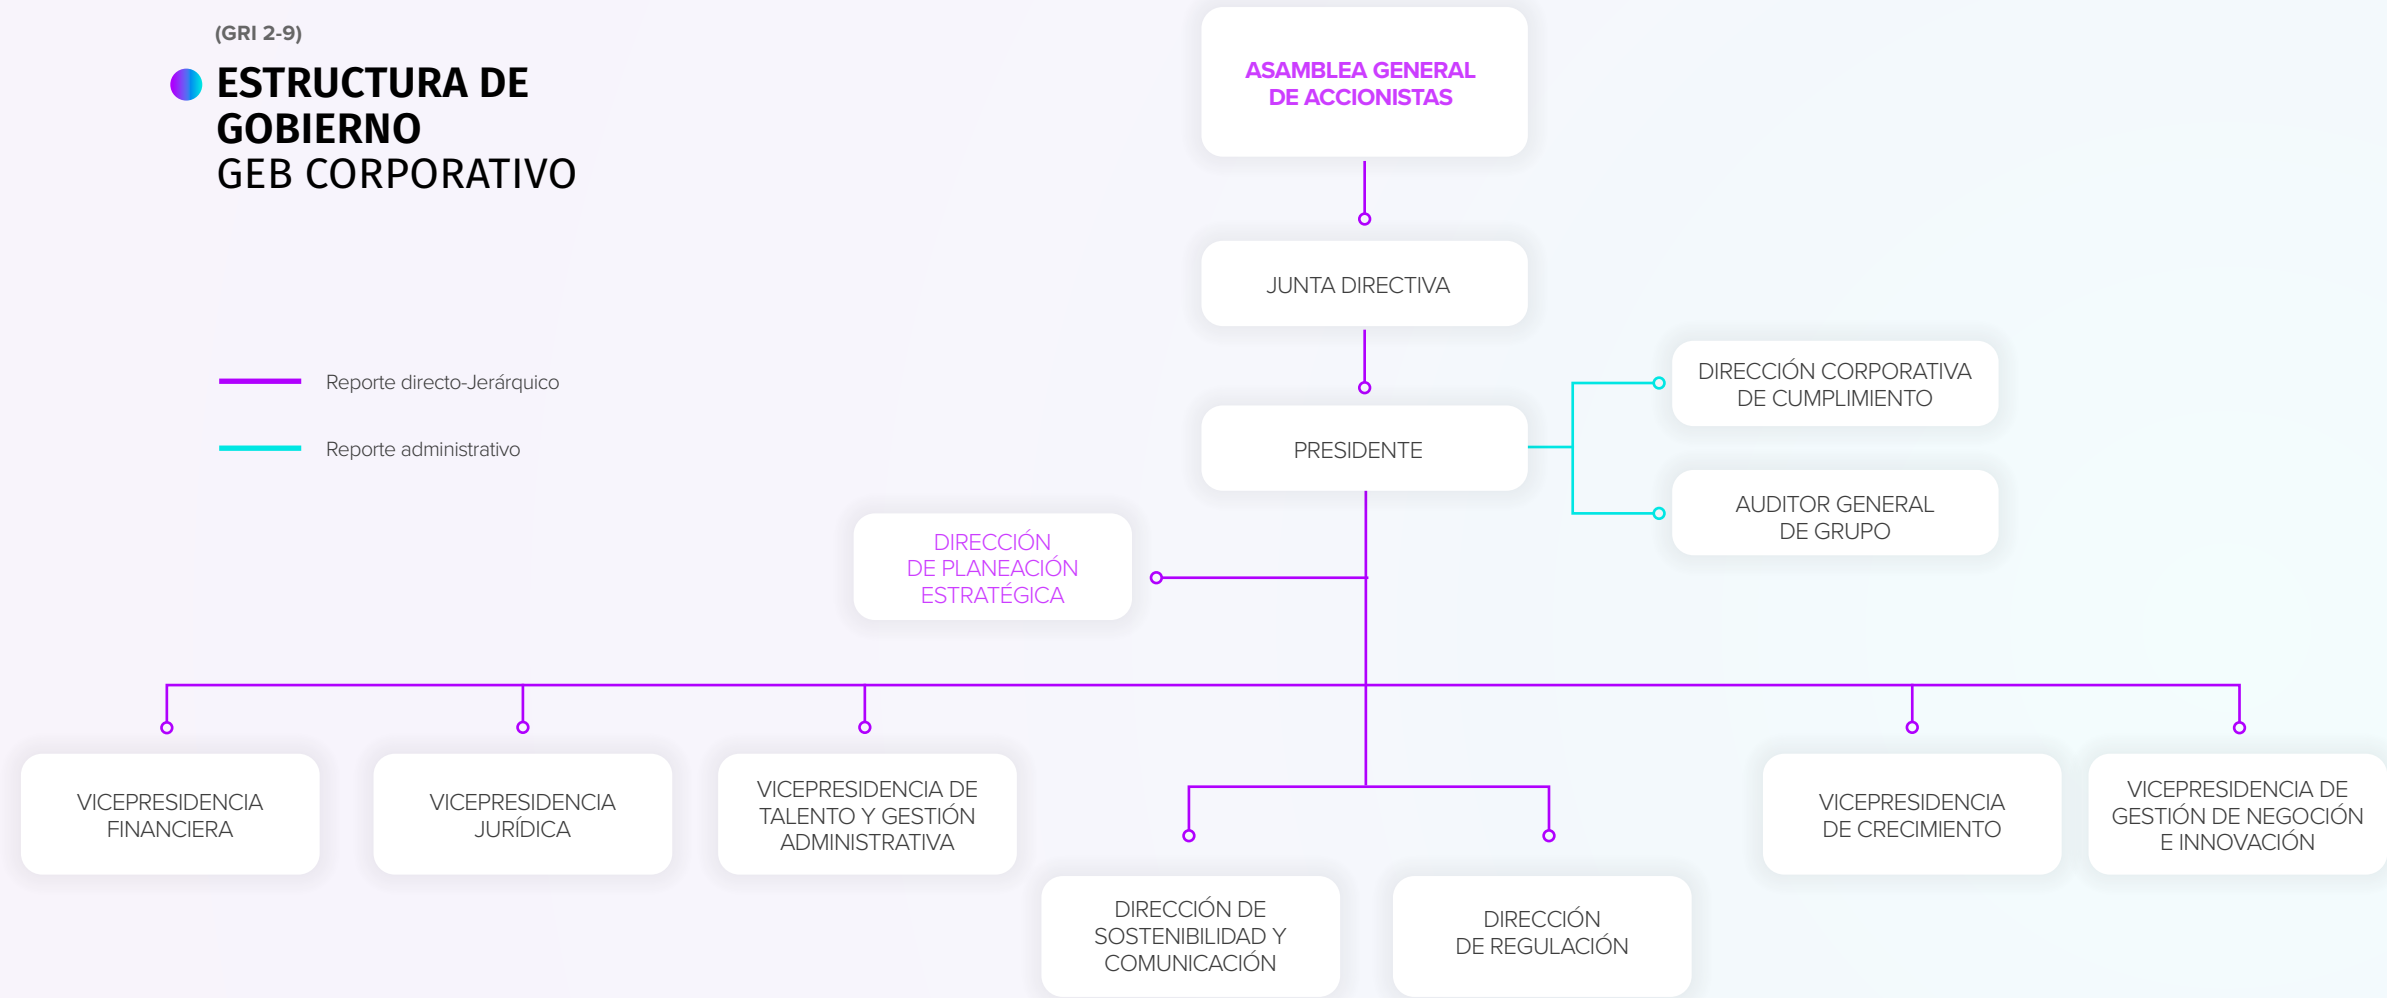 (GRI 2-9)
ESTRUCTURA DE
GOBIERNO
GEB CORPORATIVO
Reporte directo-Jerárquico
Reporte administrativo
ASAMBLEA GENERAL
DE ACCIONISTAS
JUNTA DIRECTIVA
PRESIDENTE
DIRECCIÓN CORPORATIVA
DE CUMPLIMIENTO
AUDITOR GENERAL
DE GRUPO
DIRECCIÓN
DE PLANEACIÓN
ESTRATÉGICA
VICEPRESIDENCIA
FINANCIERA
VICEPRESIDENCIA
JURÍDICA
VICEPRESIDENCIA DE
TALENTO Y GESTIÓN
ADMINISTRATIVA
DIRECCIÓN DE
SOSTENIBILIDAD Y
COMUNICACIÓN
DIRECCIÓN
DE REGULACIÓN
VICEPRESIDENCIA
DE CRECIMIENTO
VICEPRESIDENCIA DE
GESTIÓN DE NEGOCIÓN
E INNOVACIÓN